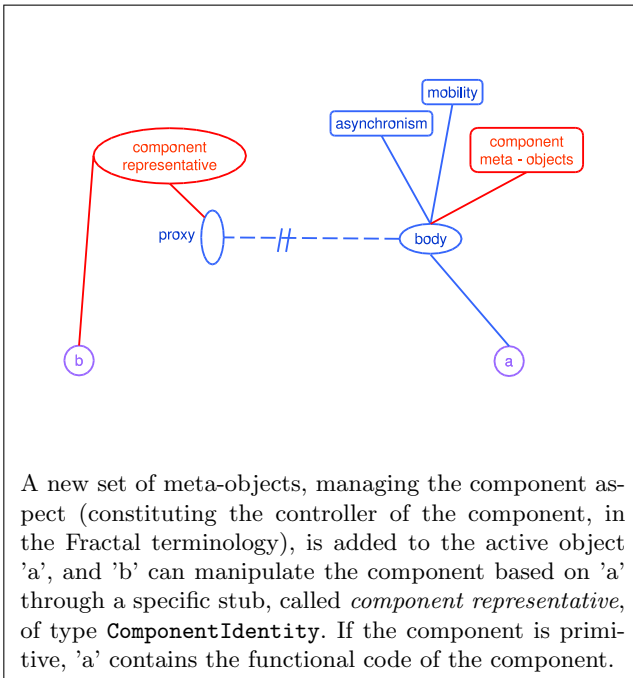 mobility
asynchronism
component
meta - objects
component
representative
proxy
body
b
a
A new set of meta-objects, managing the component as-
pect (constituting the controller of the component, in
the Fractal terminology), is added to the active object
'a', and 'b' can manipulate the component based on 'a'
through a specific stub, called component representative,
of type ComponentIdentity. If the component is primi-
tive, 'a' contains the functional code of the component.